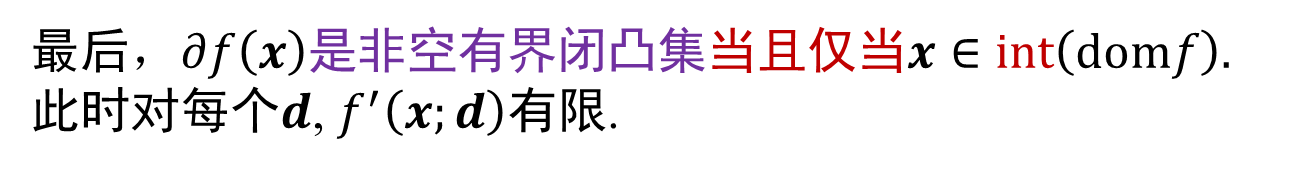 最后，∂f(x)是非空有界闭凸集当且仅当x ∈ int(domf).
此时对每个d, f′(x; d)有限.